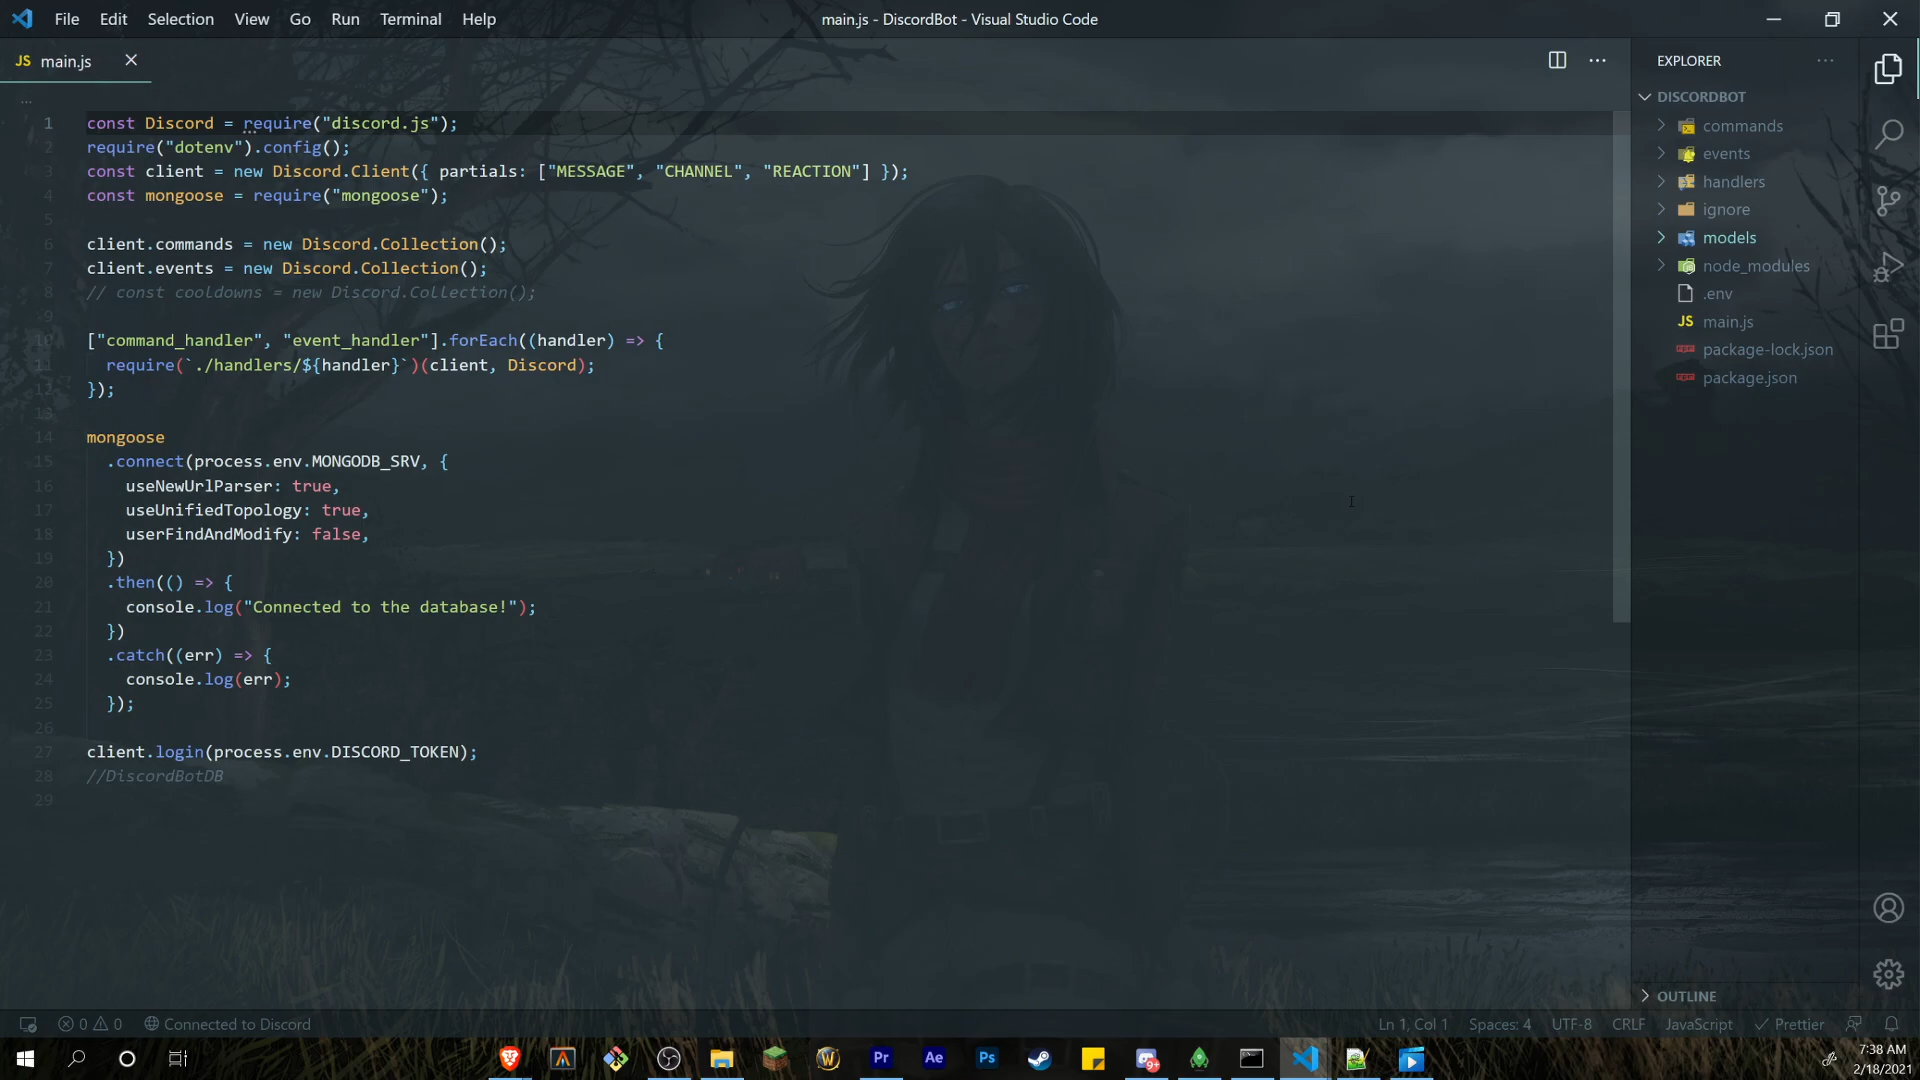 File Edit Selection View Go Run Terminal Help
main.js - DiscordBot - Visual Studio Code
JS main.js
...
1 const Discord = require("discord.js");
2 require("dotenv").config();
3 const client = new Discord.Client({ partials: ["MESSAGE", "CHANNEL", "REACTION"] });
4 const mongoose = require("mongoose");
5
6 client.commands = new Discord.Collection();
7 client.events = new Discord.Collection();
8 // const cooldowns = new Discord.Collection();
9
10 ["command_handler", "event_handler"].forEach((handler) => {
11 require(`./handlers/${handler}`)(client, Discord);
12 });
13
14 mongoose
15 .connect(process.env.MONGODB_SRV, {
16 useNewUrlParser: true,
17 useUnifiedTopology: true,
18 userFindAndModify: false,
19 })
20 .then(() => {
21 console.log("Connected to the database!");
22 })
23 .catch((err) => {
24 console.log(err);
25 });
26
27 client.login(process.env.DISCORD_TOKEN);
28 //DiscordBotDB
29
EXPLORER
DISCORDBOT
commands
events
handlers
ignore
models
node_modules
.env
JS main.js
package-lock.json
package.json
OUTLINE
0 0 Connected to Discord
Ln 1, Col 1 Spaces: 4 UTF-8 CRLF JavaScript Prettier
Pr Ae Ps 9+
7:38 AM
2/18/2021